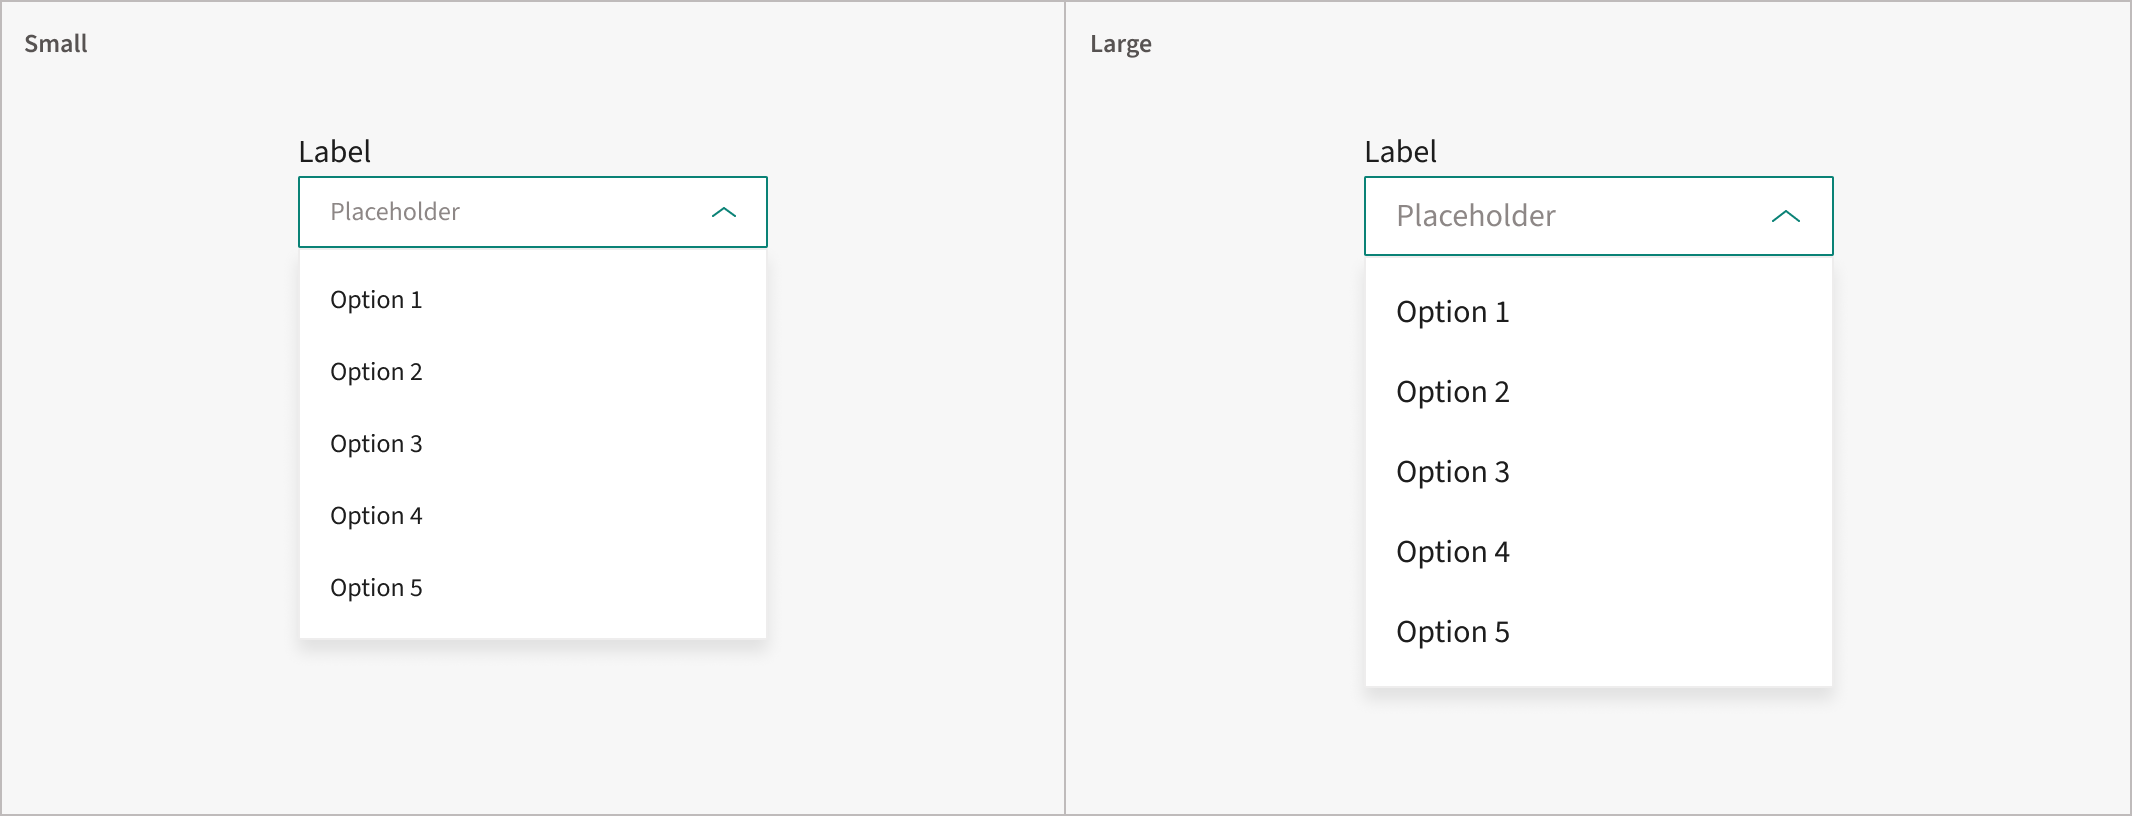 Small
Label
Placeholder
Option 1
Option 2
Option 3
Option 4
Option 5
Large
Label
Placeholder
Option 1
Option 2
Option 3
Option 4
Option 5